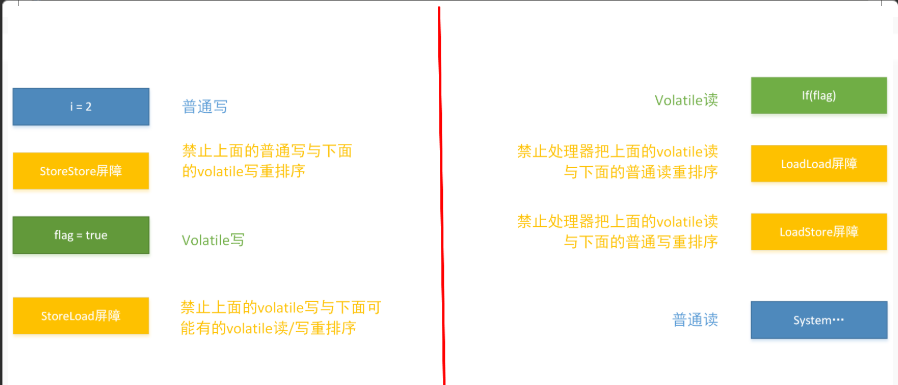 i = 2
普通写
StoreStore屏障
禁止上面的普通写与下面
的volatile写重排序
flag = true
Volatile写
StoreLoad屏障
禁止上面的volatile写与下面可
能有的volatile读/写重排序
Volatile读
If(flag)
禁止处理器把上面的volatile读
与下面的普通读重排序
LoadLoad屏障
禁止处理器把上面的volatile读
与下面的普通写重排序
LoadStore屏障
普通读
System⋯